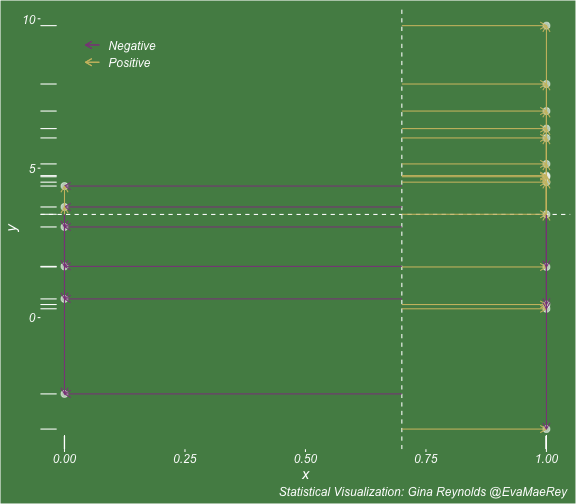 10
Negative
Positive
5
y
0
0.00 0.25 0.50 0.75 1.00
x
Statistical Visualization: Gina Reynolds @EvaMaeRey